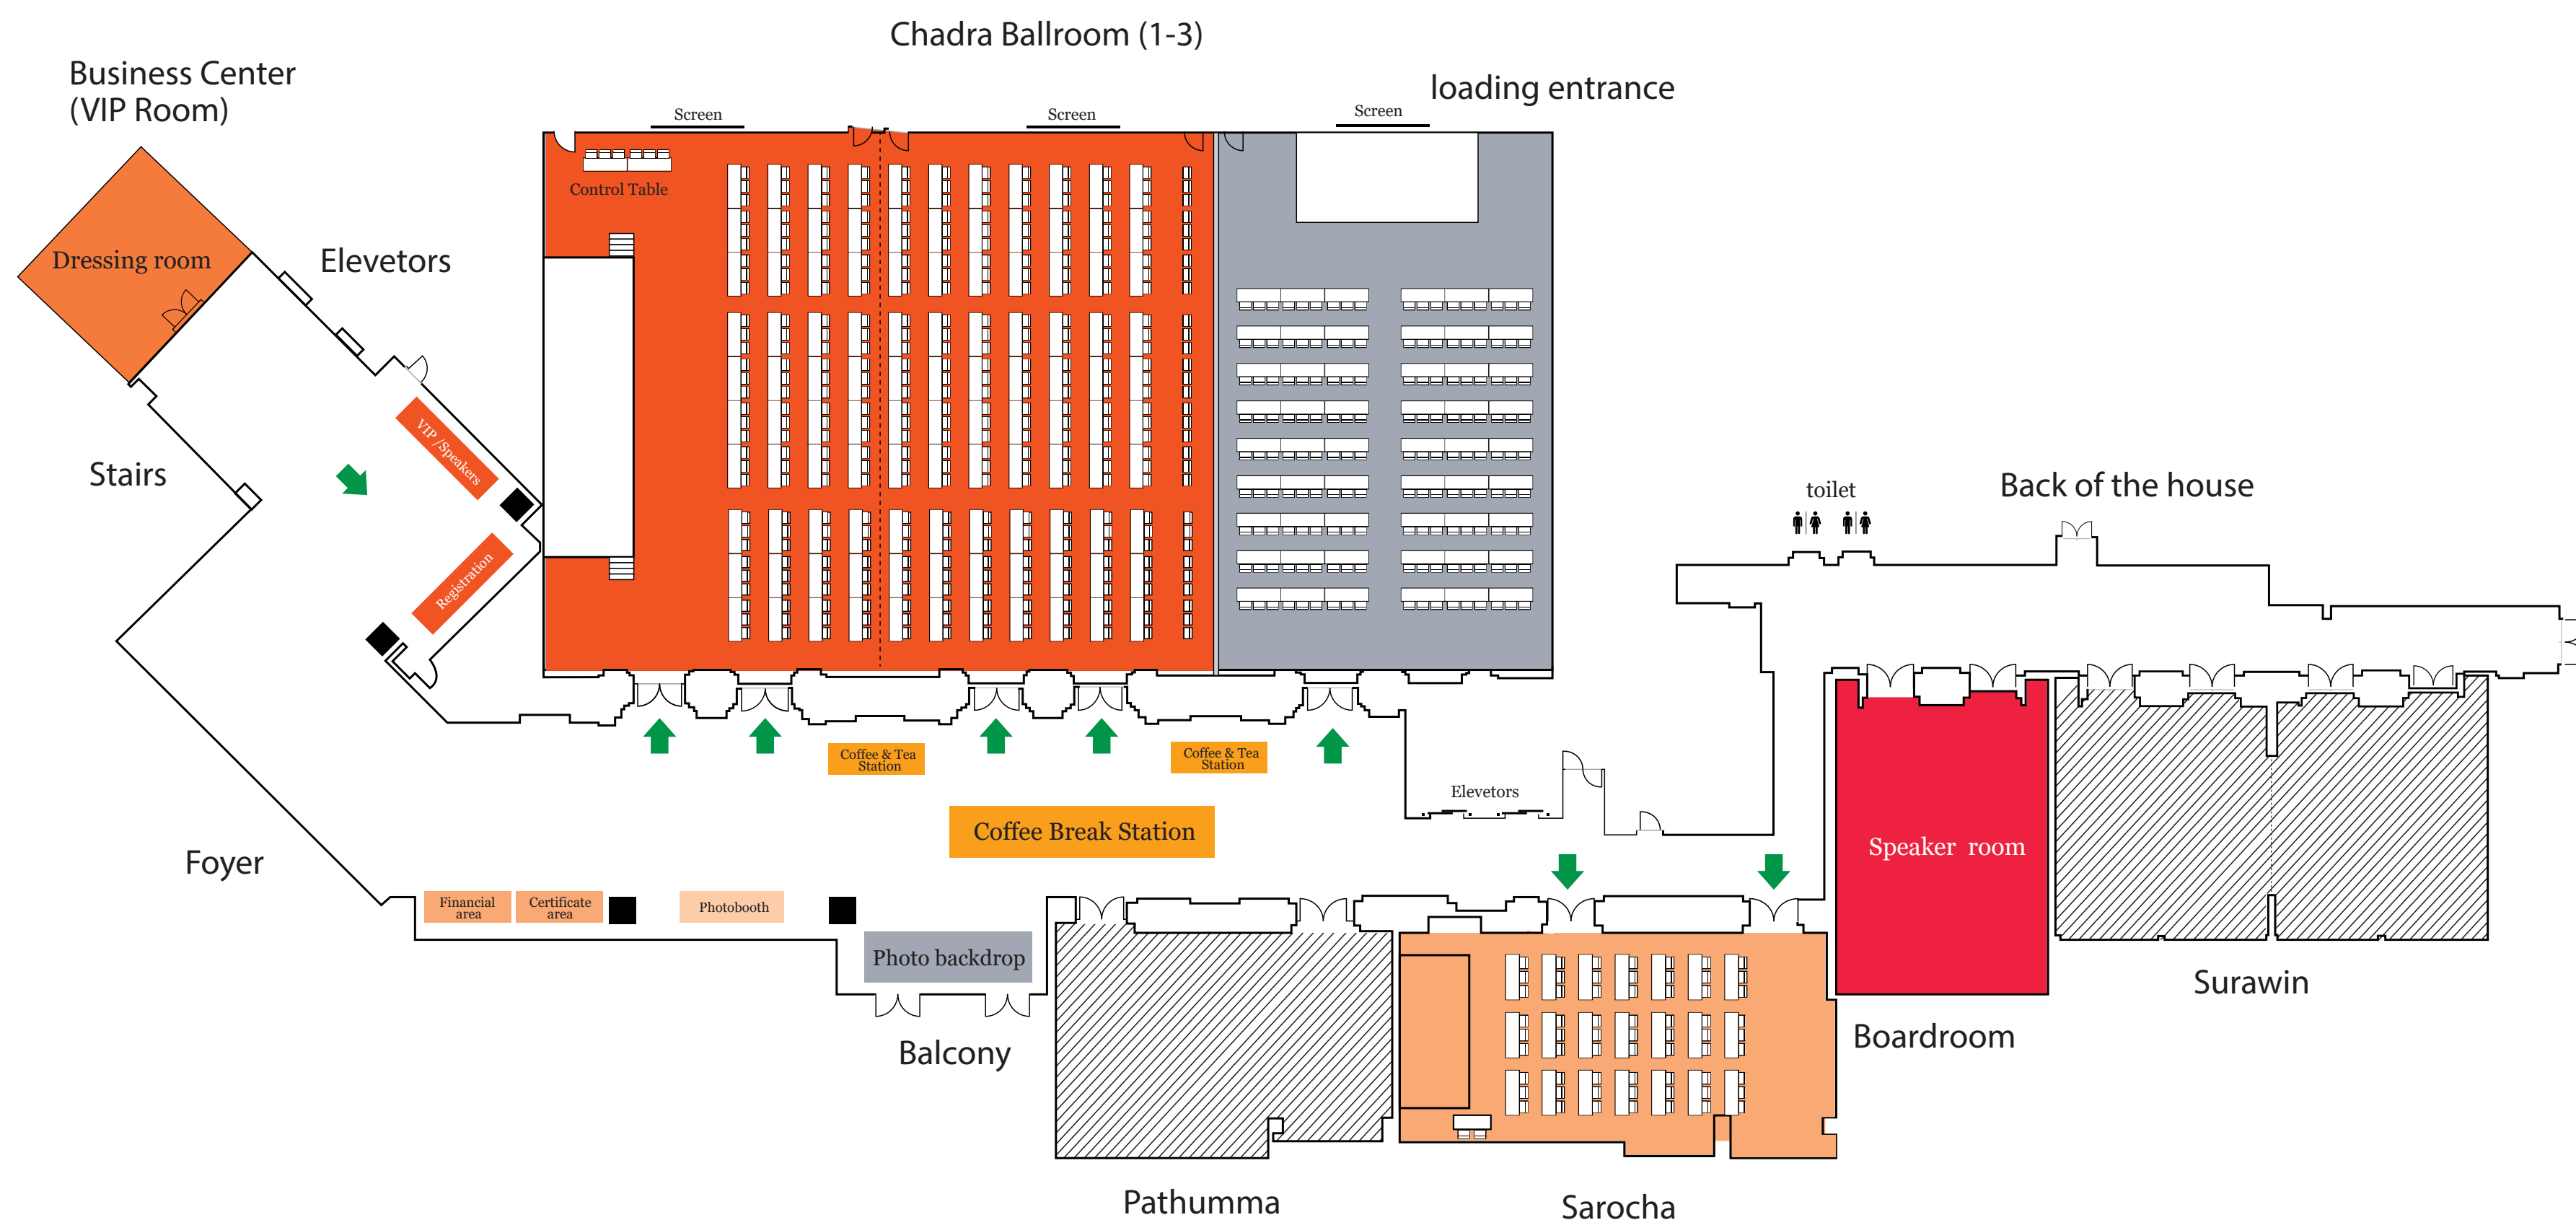 Chadra Ballroom (1-3)
Business Center
(VIP Room)
loading entrance
Screen
Screen
Screen
Control Table
Dressing room
Elevetors
VIP /Speakers
Stairs
Registration
toilet
Back of the house
Coffee & Tea
Station
Coffee & Tea
Station
Elevetors
Coffee Break Station
Speaker room
Foyer
Financial
area
Certificate
area
Photobooth
Photo backdrop
Surawin
Balcony
Boardroom
Pathumma
Sarocha